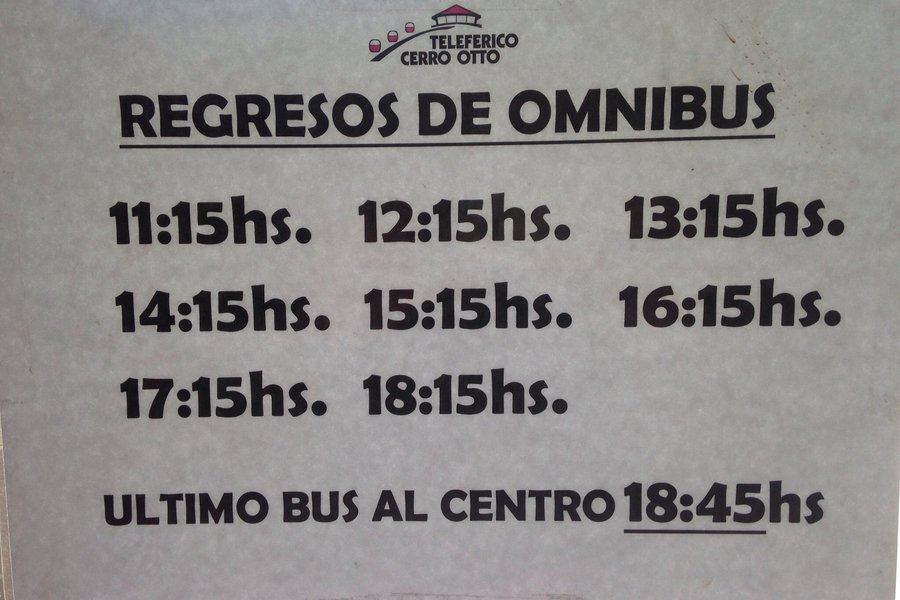 TELEFERICO
CERRO OTTO
REGRESOS DE OMNIBUS
11:15hs. 12:15hs. 13:15hs.
14:15hs. 15:15hs. 16:15hs.
17:15hs. 18:15hs.
ULTIMO BUS AL CENTRO 18:45hs